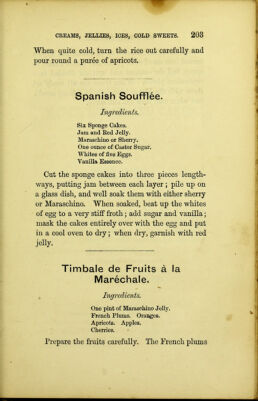 CREAMS, JELLIES, ICES, COLD SWEETS. 203
When quite cold, turn the rice out carefully and
pour round a purée of apricots.
Spanish Soufflée.
Ingredients.
Six Sponge Cakes.
Jam and Red Jelly.
Maraschino or Sherry.
One ounce of Castor Sugar.
Whites of five Eggs.
Vanilla Essence.
Cut the sponge cakes into three pieces length-
ways, putting jam between each layer; pile up on
a glass dish, and well soak them with either sherry
or Maraschino. When soaked, beat up the whites
of egg to a very stiff froth; add sugar and vanilla;
mask the cakes entirely over with the egg and put
in a cool oven to dry; when dry, garnish with red
jelly.
Timbale de Fruits à la
Maréchale.
Ingredients.
One pint of Maraschino Jelly.
French Plums. Oranges.
Apricots. Apples.
Cherries.
Prepare the fruits carefully. The French plums